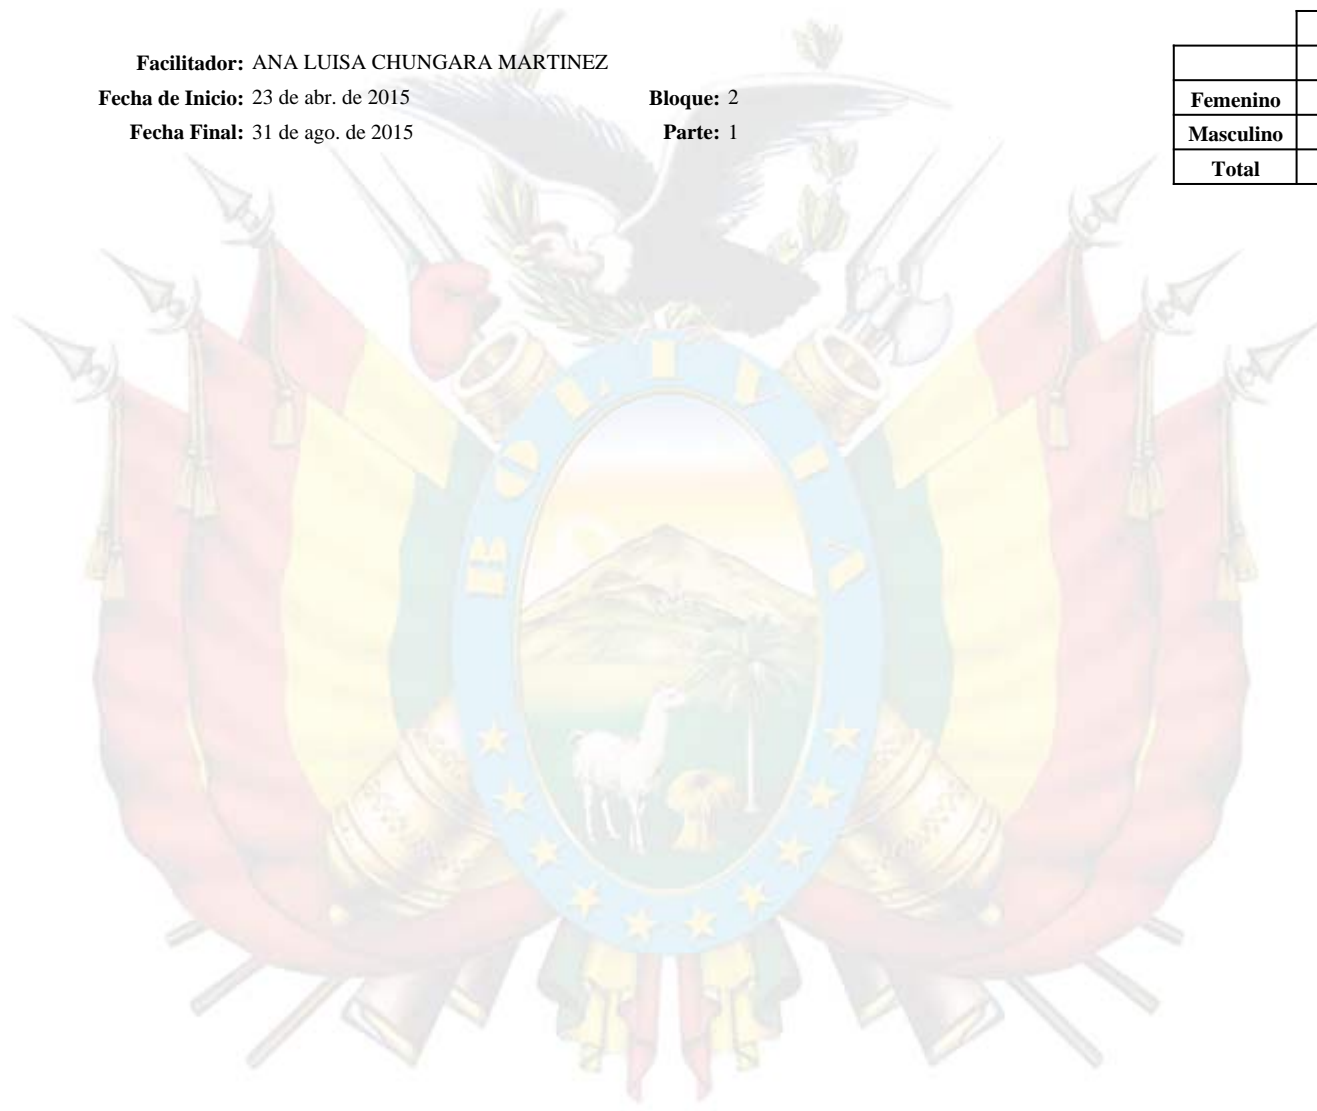 Facilitador: ANA LUISA CHUNGARA MARTINEZ
Fecha de Inicio: 23 de abr. de 2015 Bloque: 2
Fecha Final: 31 de ago. de 2015 Parte: 1
Femenino
Masculino
Total
BOLIVIA